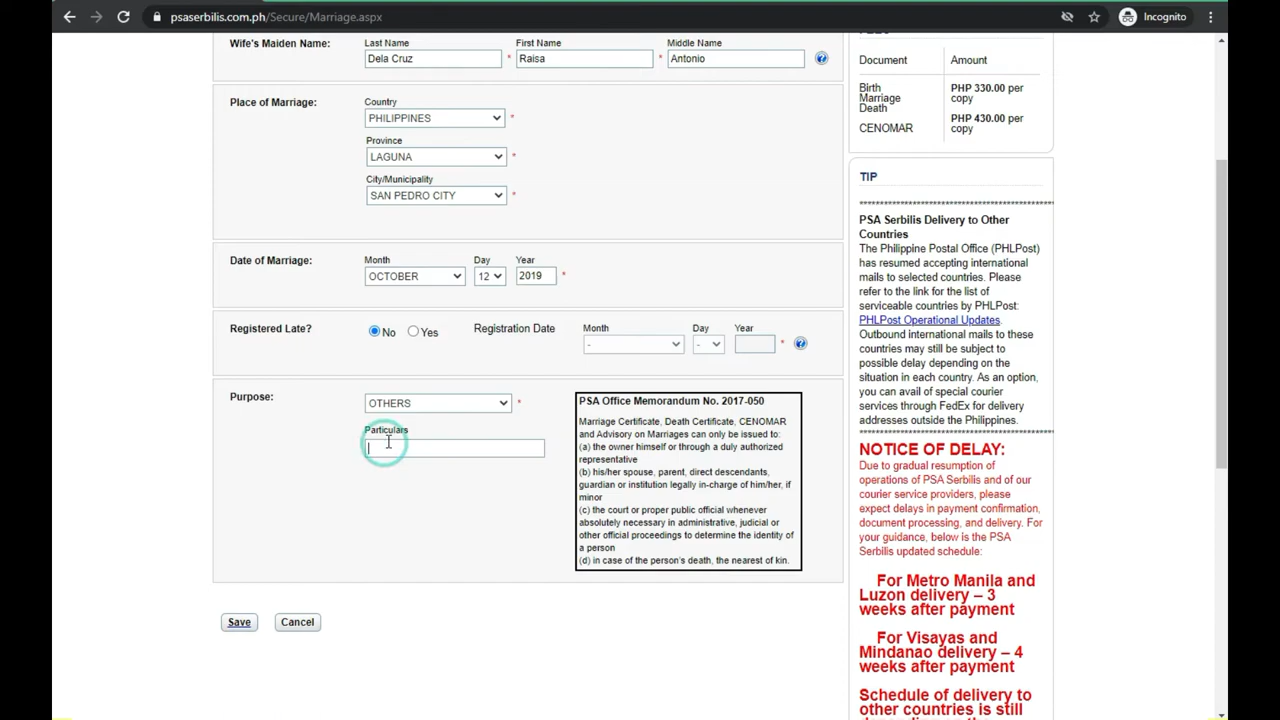 psaserbilis.com.ph/Secure/Marriage.aspx
Incognito
Wife's Maiden Name:
Last Name
First Name
Middle Name
Dela Cruz
*
Raisa
*
Antonio
Place of Marriage:
Country
PHILIPPINES
*
Province
LAGUNA
*
City/Municipality
SAN PEDRO CITY
*
Date of Marriage:
Month
Day
Year
OCTOBER
12
2019
*
Registered Late?
No
Yes
Registration Date
Month
Day
Year
-
-
*
Purpose:
OTHERS
*
Particulars
PSA Office Memorandum No. 2017-050
Marriage Certificate, Death Certificate, CENOMAR
and Advisory on Marriages can only be issued to:
(a) the owner himself or through a duly authorized
representative
(b) his/her spouse, parent, direct descendants,
guardian or institution legally in-charge of him/her, if
minor
(c) the court or proper public official whenever
absolutely necessary in administrative, judicial or
other official proceedings to determine the identity of
a person
(d) in case of the person's death, the nearest of kin.
Save
Cancel
Document
Amount
Birth
Marriage
Death
PHP 330.00 per
copy
CENOMAR
PHP 430.00 per
copy
TIP
PSA Serbilis Delivery to Other
Countries
The Philippine Postal Office (PHLPost)
has resumed accepting international
mails to selected countries. Please
refer to the link for the list of
serviceable countries by PHLPost:
PHLPost Operational Updates.
Outbound international mails to these
countries may still be subject to
possible delay depending on the
situation in each country. As an option,
you can avail of special courier
services through FedEx for delivery
addresses outside the Philippines.
NOTICE OF DELAY:
Due to gradual resumption of
operations of PSA Serbilis and of our
courier service providers, please
expect delays in payment confirmation,
document processing, and delivery. For
your guidance, below is the PSA
Serbilis updated schedule:
For Metro Manila and
Luzon delivery – 3
weeks after payment
For Visayas and
Mindanao delivery – 4
weeks after payment
Schedule of delivery to
other countries is still